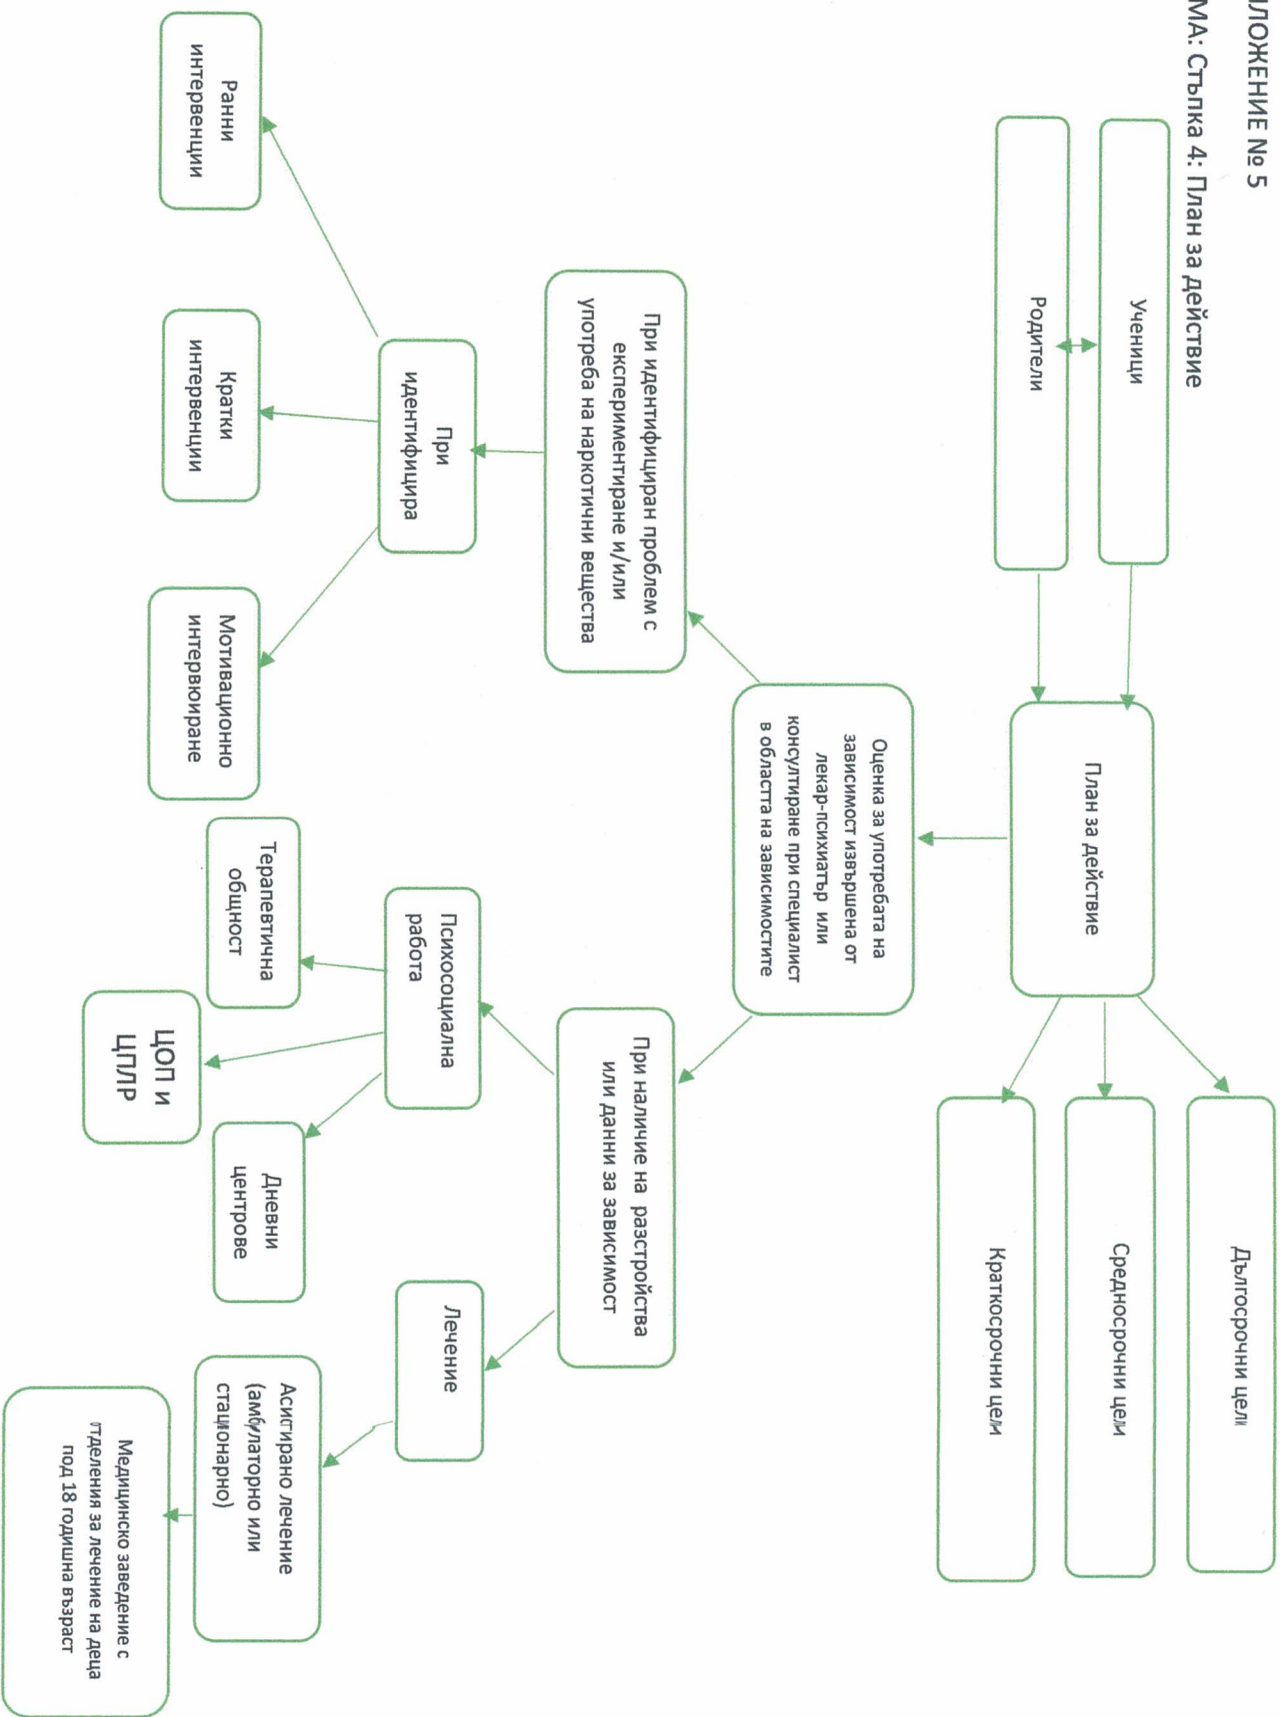 ЛОЖЕНИЕ № 5
МА: Стъпка 4: План за действие
Ученици
Родители
План за действие
Дългосрочни цели
Средносрочни цели
Краткосрочни цели
Оценка за употребата на
зависимост извършена от
лекар-психиатър или
консултиране при специалист
в областта на зависимостите
При идентифициран проблем с
експериментиране и/или
употреба на наркотични вещества
При наличие на разстройства
или данни за зависимост
При
идентифицира
Психосоциална
работа
Лечение
Ранни
интервенции
Кратки
интервенции
Мотивационно
интервюиране
Терапевтична
общност
ЦОП и
ЦПЛР
Дневни
центрове
Асистирано лечение
(амбулаторно или
стационарно)
Медицинско заведение с
отделения за лечение на деца
под 18 годишна възраст